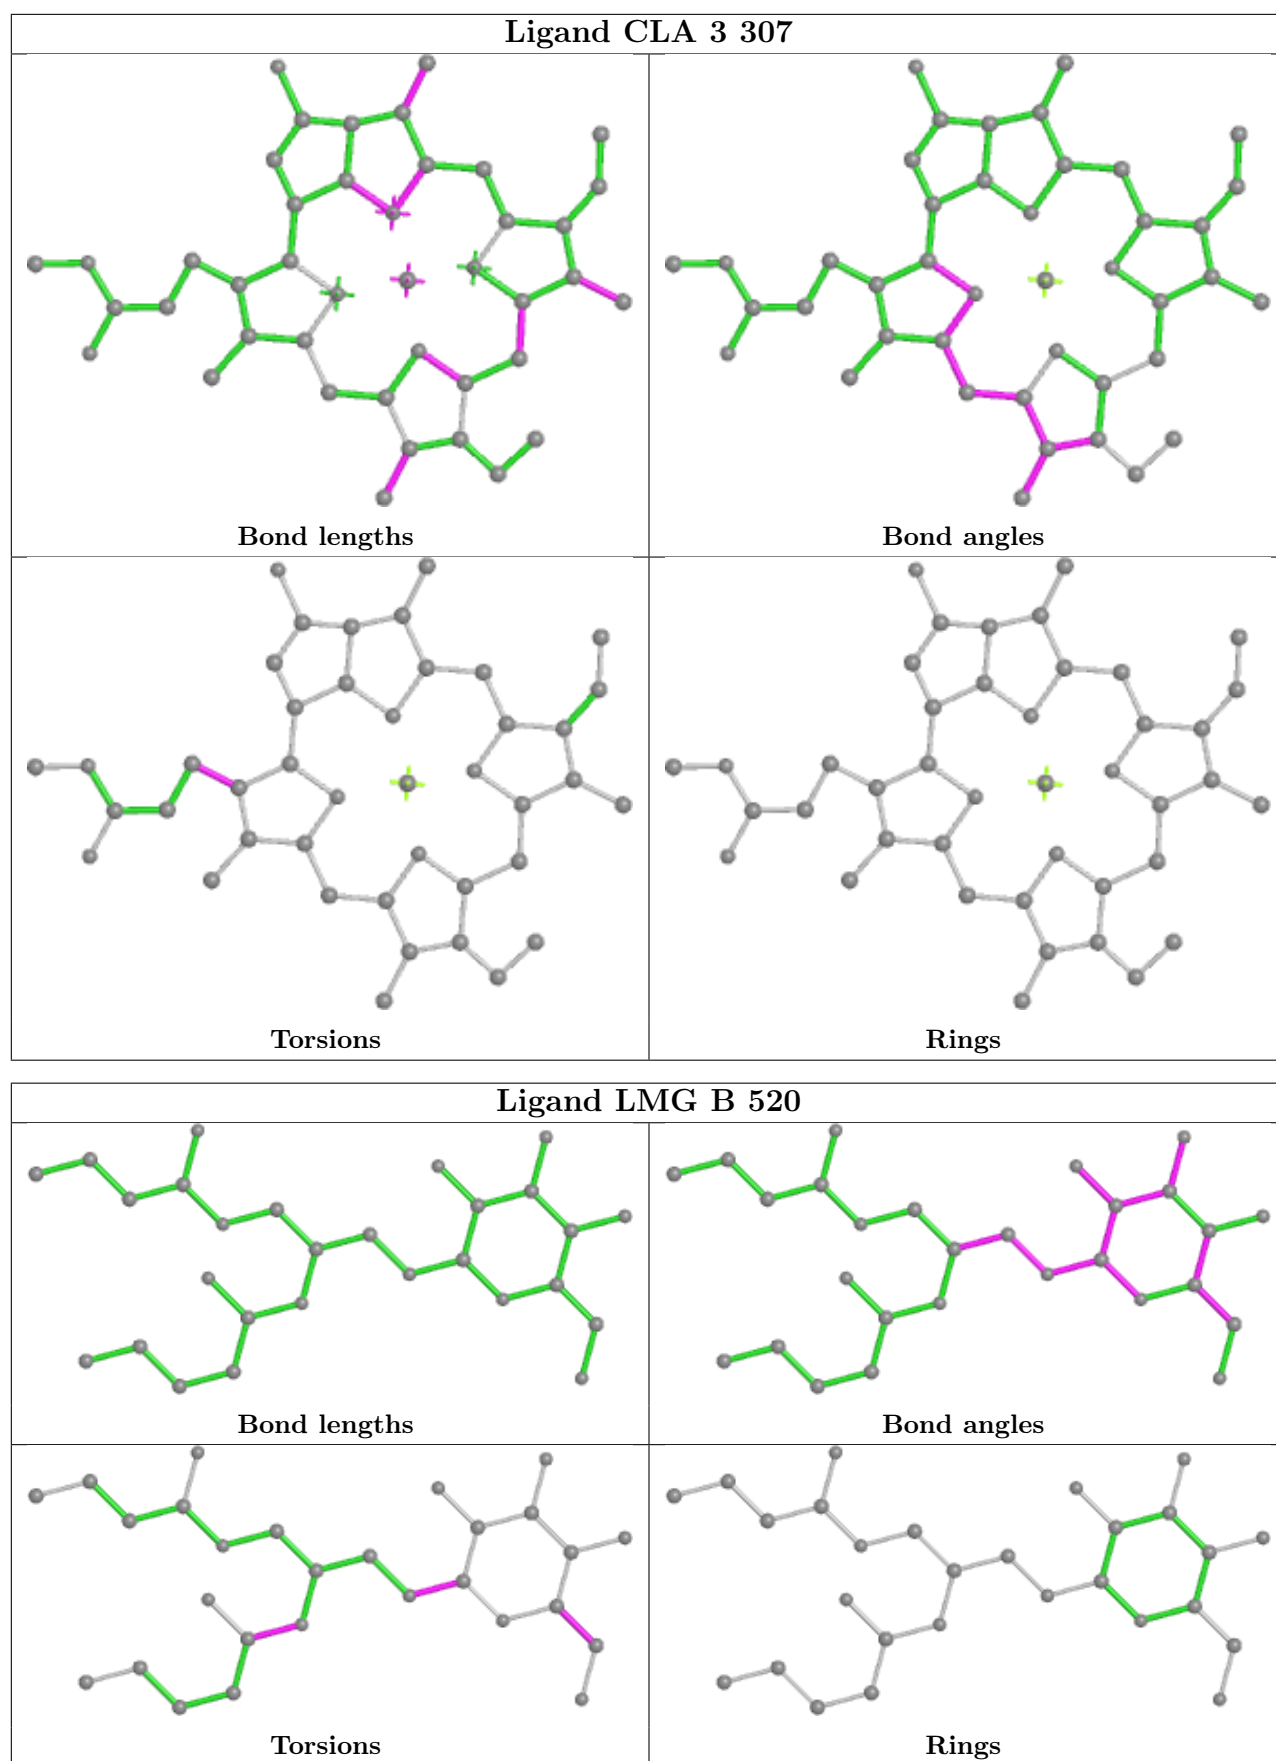 Ligand CLA 3 307
Bond lengths
Bond angles
Torsions
Rings
Ligand LMG B 520
Bond lengths
Bond angles
Torsions
Rings